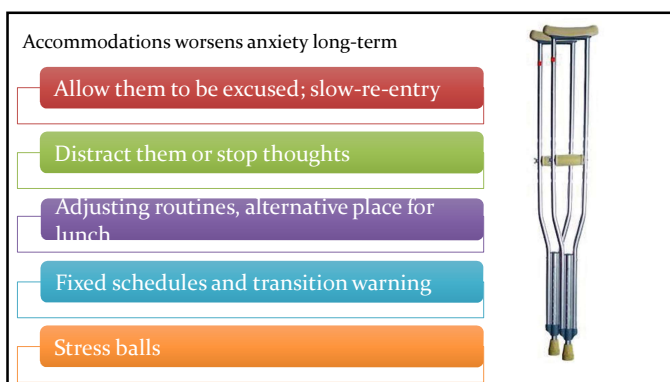 Accommodations worsens anxiety long-term
Allow them to be excused; slow-re-entry
Distract them or stop thoughts
Adjusting routines, alternative place for
lunch
Fixed schedules and transition warning
Stress balls